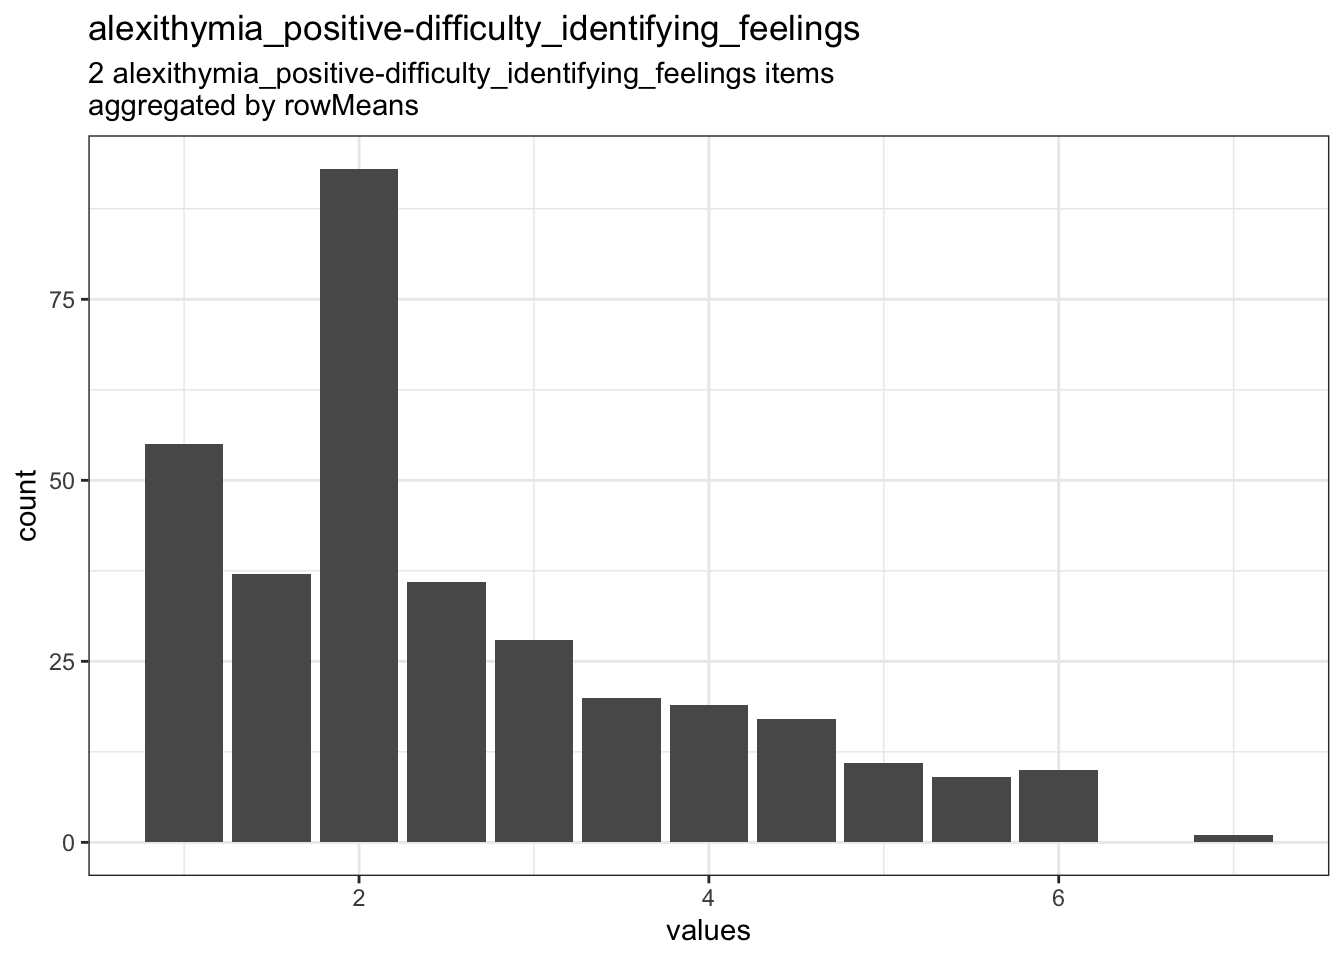 alexithymia_positive-difficulty_identifying_feelings
2 alexithymia_positive-difficulty_identifying_feelings items
aggregated by rowMeans
75
50
25
0
count
2
4
6
values